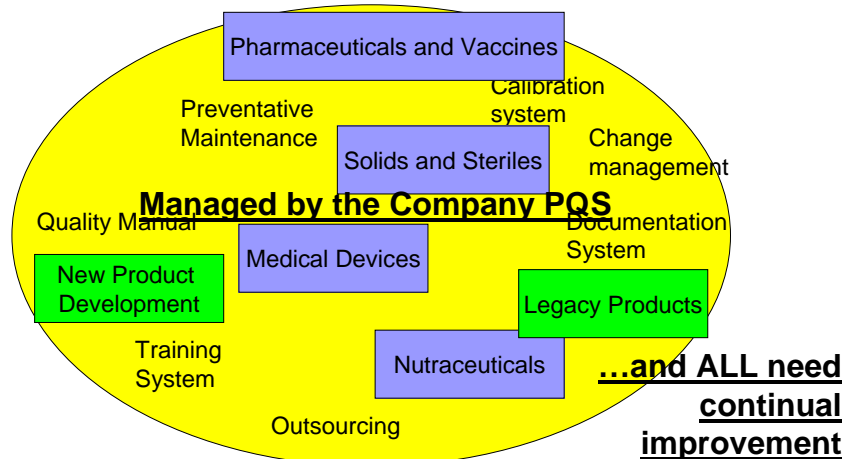 Pharmaceuticals and Vaccines
Calibration
system
Preventative
Maintenance
Change
management
Solids and Steriles
Managed by the Company PQS
Quality Manual
Documentation
System
Medical Devices
New Product
Development
Legacy Products
Training
System
Nutraceuticals
…and ALL need
continual
improvement
Outsourcing